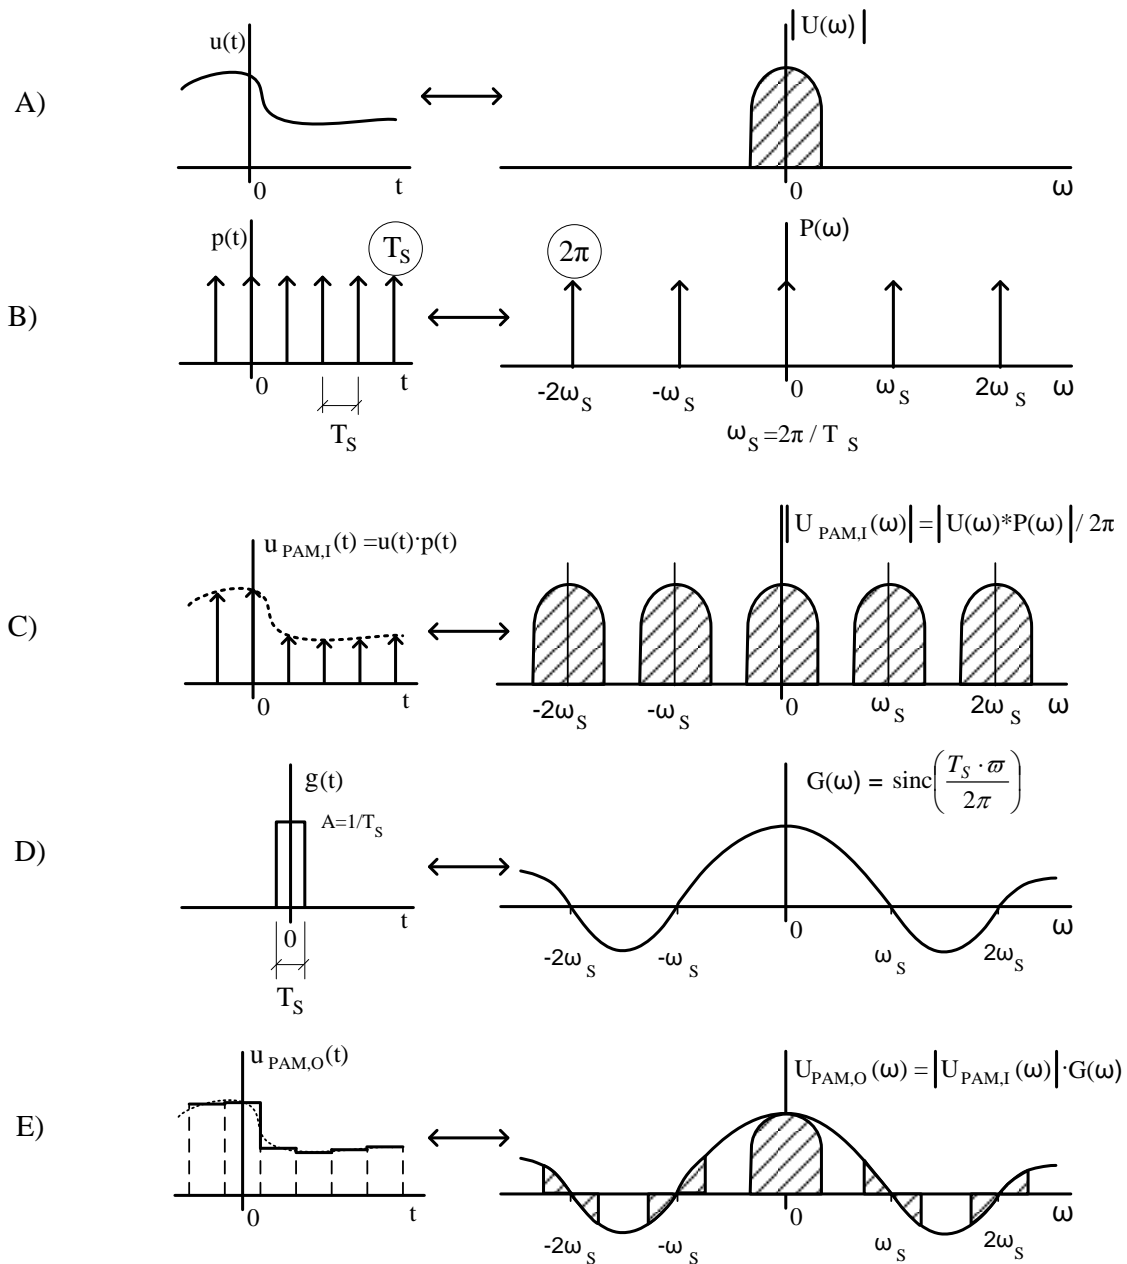 A)
u(t)
0
t
|U(ω)|
0
ω
B)
p(t)
T_S
0
t
T_S
2π
P(ω)
-2ω_S
-ω_S
0
ω_S
2ω_S
ω
ω_S =2π / T_S
C)
u_PAM,I(t) =u(t)·p(t)
0
t
|U_PAM,I(ω)| = |U(ω)*P(ω)| / 2π
-2ω_S
-ω_S
0
ω_S
2ω_S
ω
D)
g(t)
A=1/T_S
0
t
T_S
G(ω) = sinc(T_S · ϖ / 2π)
-2ω_S
-ω_S
0
ω_S
2ω_S
ω
E)
u_PAM,O(t)
0
t
U_PAM,O(ω) = |U_PAM,I(ω)|·G(ω)
-2ω_S
-ω_S
0
ω_S
2ω_S
ω